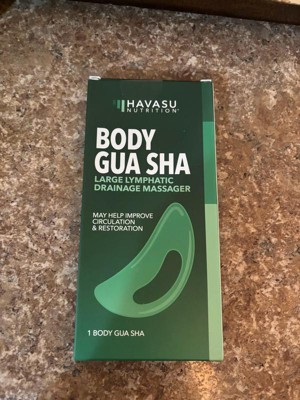 HAVASU
NUTRITION®
BODY
GUA SHA
LARGE LYMPHATIC
DRAINAGE MASSAGER
MAY HELP IMPROVE
CIRCULATION
& RESTORATION
1 BODY GUA SHA